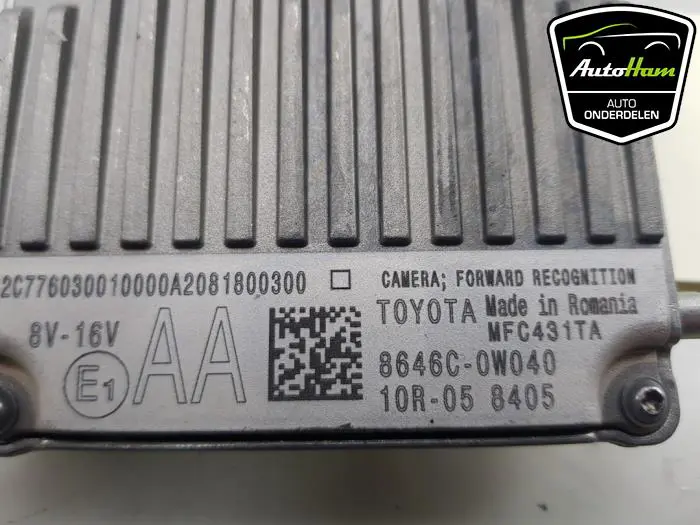 AutoHam
AUTO
ONDERDELEN
2C776030010000A2081800300
CAMERA; FORWARD RECOGNITION
8V-16V
TOYOTA Made in Romania
MFC431TA
E1
AA
8646C-0W040
10R-05 8405